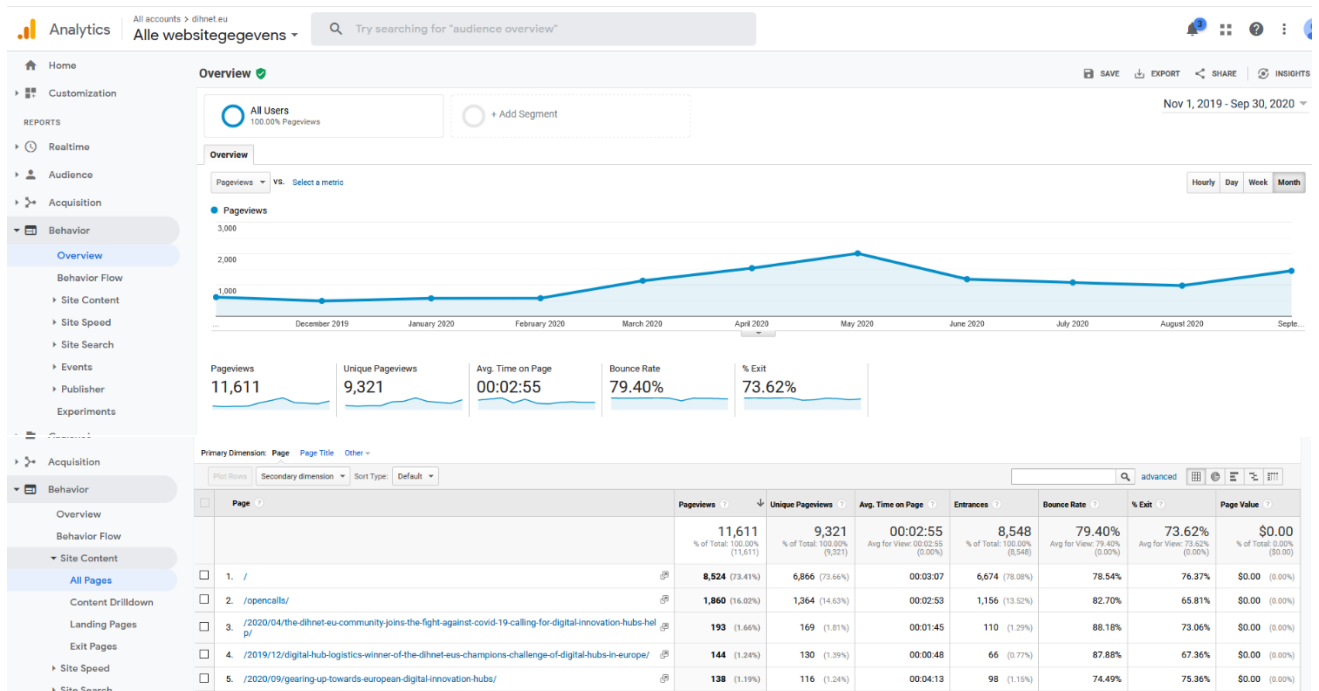 Analytics
All accounts > dihnet.eu
Alle websitegegevens
Try searching for "audience overview"
3
Home
Customization
REPORTS
Realtime
Audience
Acquisition
Behavior
Overview
Behavior Flow
Site Content
Site Speed
Site Search
Events
Publisher
Experiments
Overview
SAVE
EXPORT
SHARE
INSIGHTS
All Users
100.00% Pageviews
+ Add Segment
Nov 1, 2019 - Sep 30, 2020
Overview
Pageviews
VS.
Select a metric
Hourly
Day
Week
Month
Pageviews
3,000
2,000
1,000
...
December 2019
January 2020
February 2020
March 2020
April 2020
May 2020
June 2020
July 2020
August 2020
Septe...
Pageviews
11,611
Unique Pageviews
9,321
Avg. Time on Page
00:02:55
Bounce Rate
79.40%
% Exit
73.62%
Acquisition
Behavior
Overview
Behavior Flow
Site Content
All Pages
Content Drilldown
Landing Pages
Exit Pages
Site Speed
Site Search
Primary Dimension: Page Page Title Other
Plot Rows
Secondary dimension
Sort Type:
Default
advanced
Page Pageviews Unique Pageviews Avg. Time on Page Entrances Bounce Rate % Exit Page Value
11,611 9,321 00:02:55 8,548 79.40% 73.62% $0.00
% of Total: 100.00% % of Total: 100.00% Avg for View: 00:02:55 % of Total: 100.00% Avg for View: 79.40% Avg for View: 73.62% % of Total: 0.00%
(11,611) (9,321) (0.00%) (8,548) (0.00%) (0.00%) ($0.00)
1. / 8,524 (73.41%) 6,866 (73.66%) 00:03:07 6,674 (78.08%) 78.54% 76.37% $0.00 (0.00%)
2. /opencalls/ 1,860 (16.02%) 1,364 (14.63%) 00:02:53 1,156 (13.52%) 82.70% 65.81% $0.00 (0.00%)
3. /2020/04/the-dihnet-eu-community-joins-the-fight-against-covid-19-calling-for-digital-innovation-hubs-hel
p/ 193 (1.66%) 169 (1.81%) 00:01:45 110 (1.29%) 88.18% 73.06% $0.00 (0.00%)
4. /2019/12/digital-hub-logistics-winner-of-the-dihnet-eus-champions-challenge-of-digital-hubs-in-europe/ 144 (1.24%) 130 (1.39%) 00:00:48 66 (0.77%) 87.88% 67.36% $0.00 (0.00%)
5. /2020/09/gearing-up-towards-european-digital-innovation-hubs/ 138 (1.19%) 116 (1.24%) 00:04:13 98 (1.15%) 74.49% 75.36% $0.00 (0.00%)